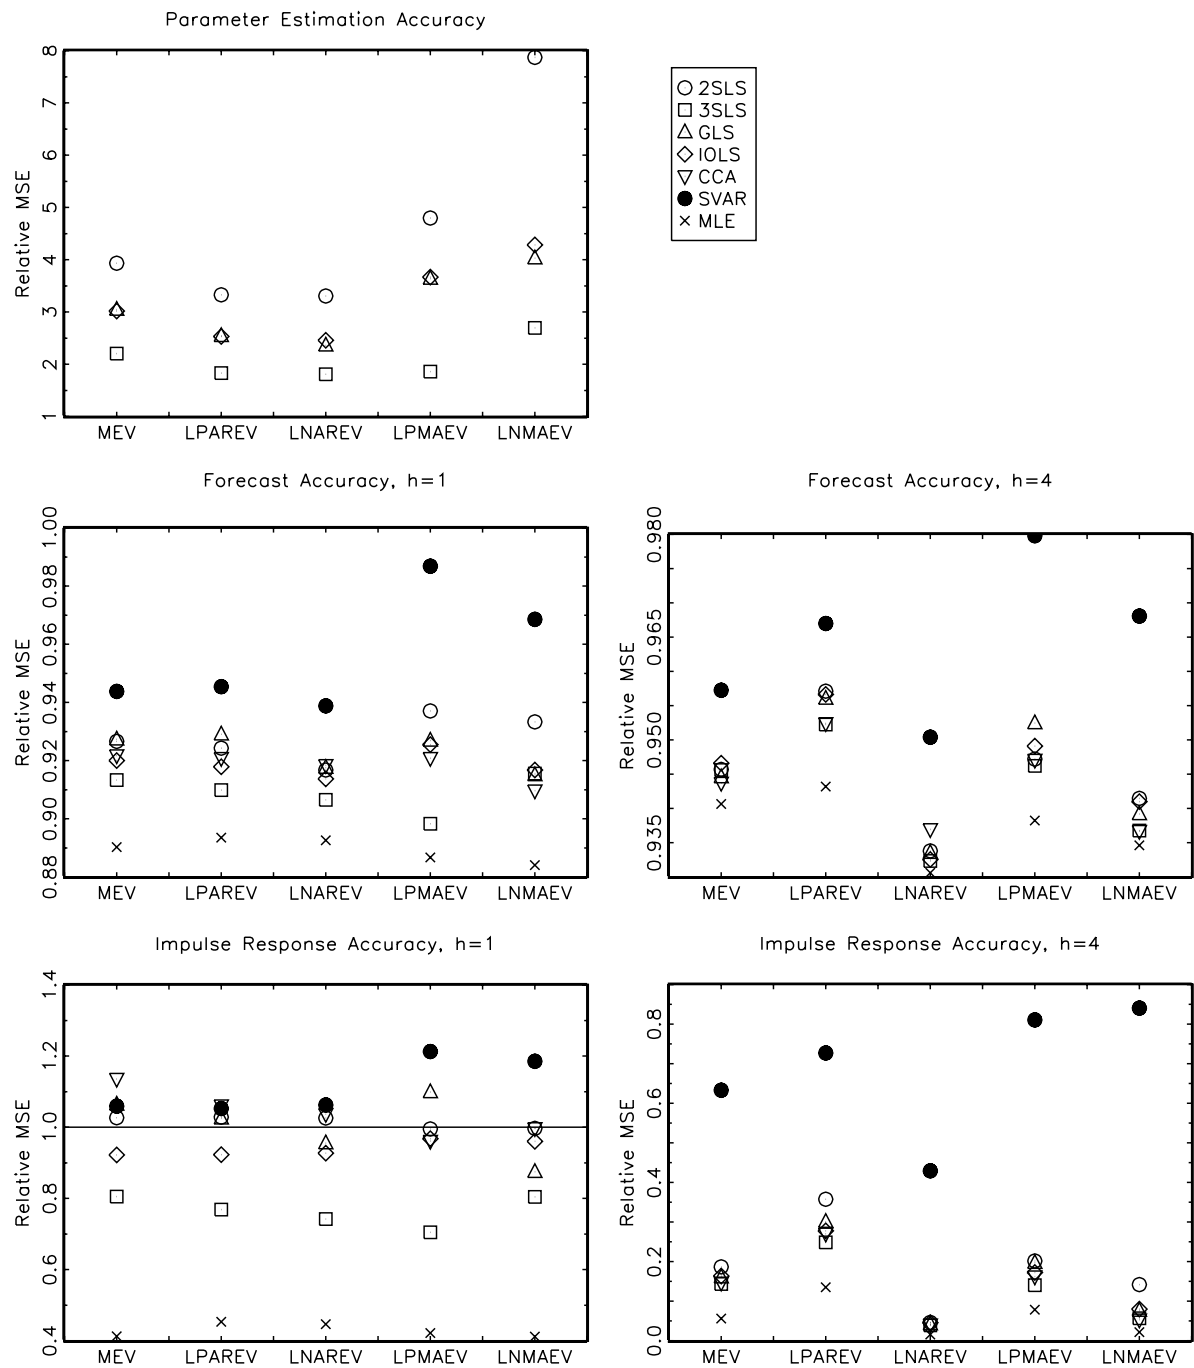 Parameter Estimation Accuracy
Relative MSE
8
7
6
5
4
3
2
1
MEV LPAREV LNAREV LPMAEV LNMAEV
2SLS
3SLS
GLS
IOLS
CCA
SVAR
MLE
Forecast Accuracy, h=1
Relative MSE
1.00
0.98
0.96
0.94
0.92
0.90
0.88
MEV LPAREV LNAREV LPMAEV LNMAEV
Forecast Accuracy, h=4
Relative MSE
0.980
0.965
0.950
0.935
MEV LPAREV LNAREV LPMAEV LNMAEV
Impulse Response Accuracy, h=1
Relative MSE
1.4
1.2
1.0
0.8
0.6
0.4
MEV LPAREV LNAREV LPMAEV LNMAEV
Impulse Response Accuracy, h=4
Relative MSE
0.8
0.6
0.4
0.2
0.0
MEV LPAREV LNAREV LPMAEV LNMAEV